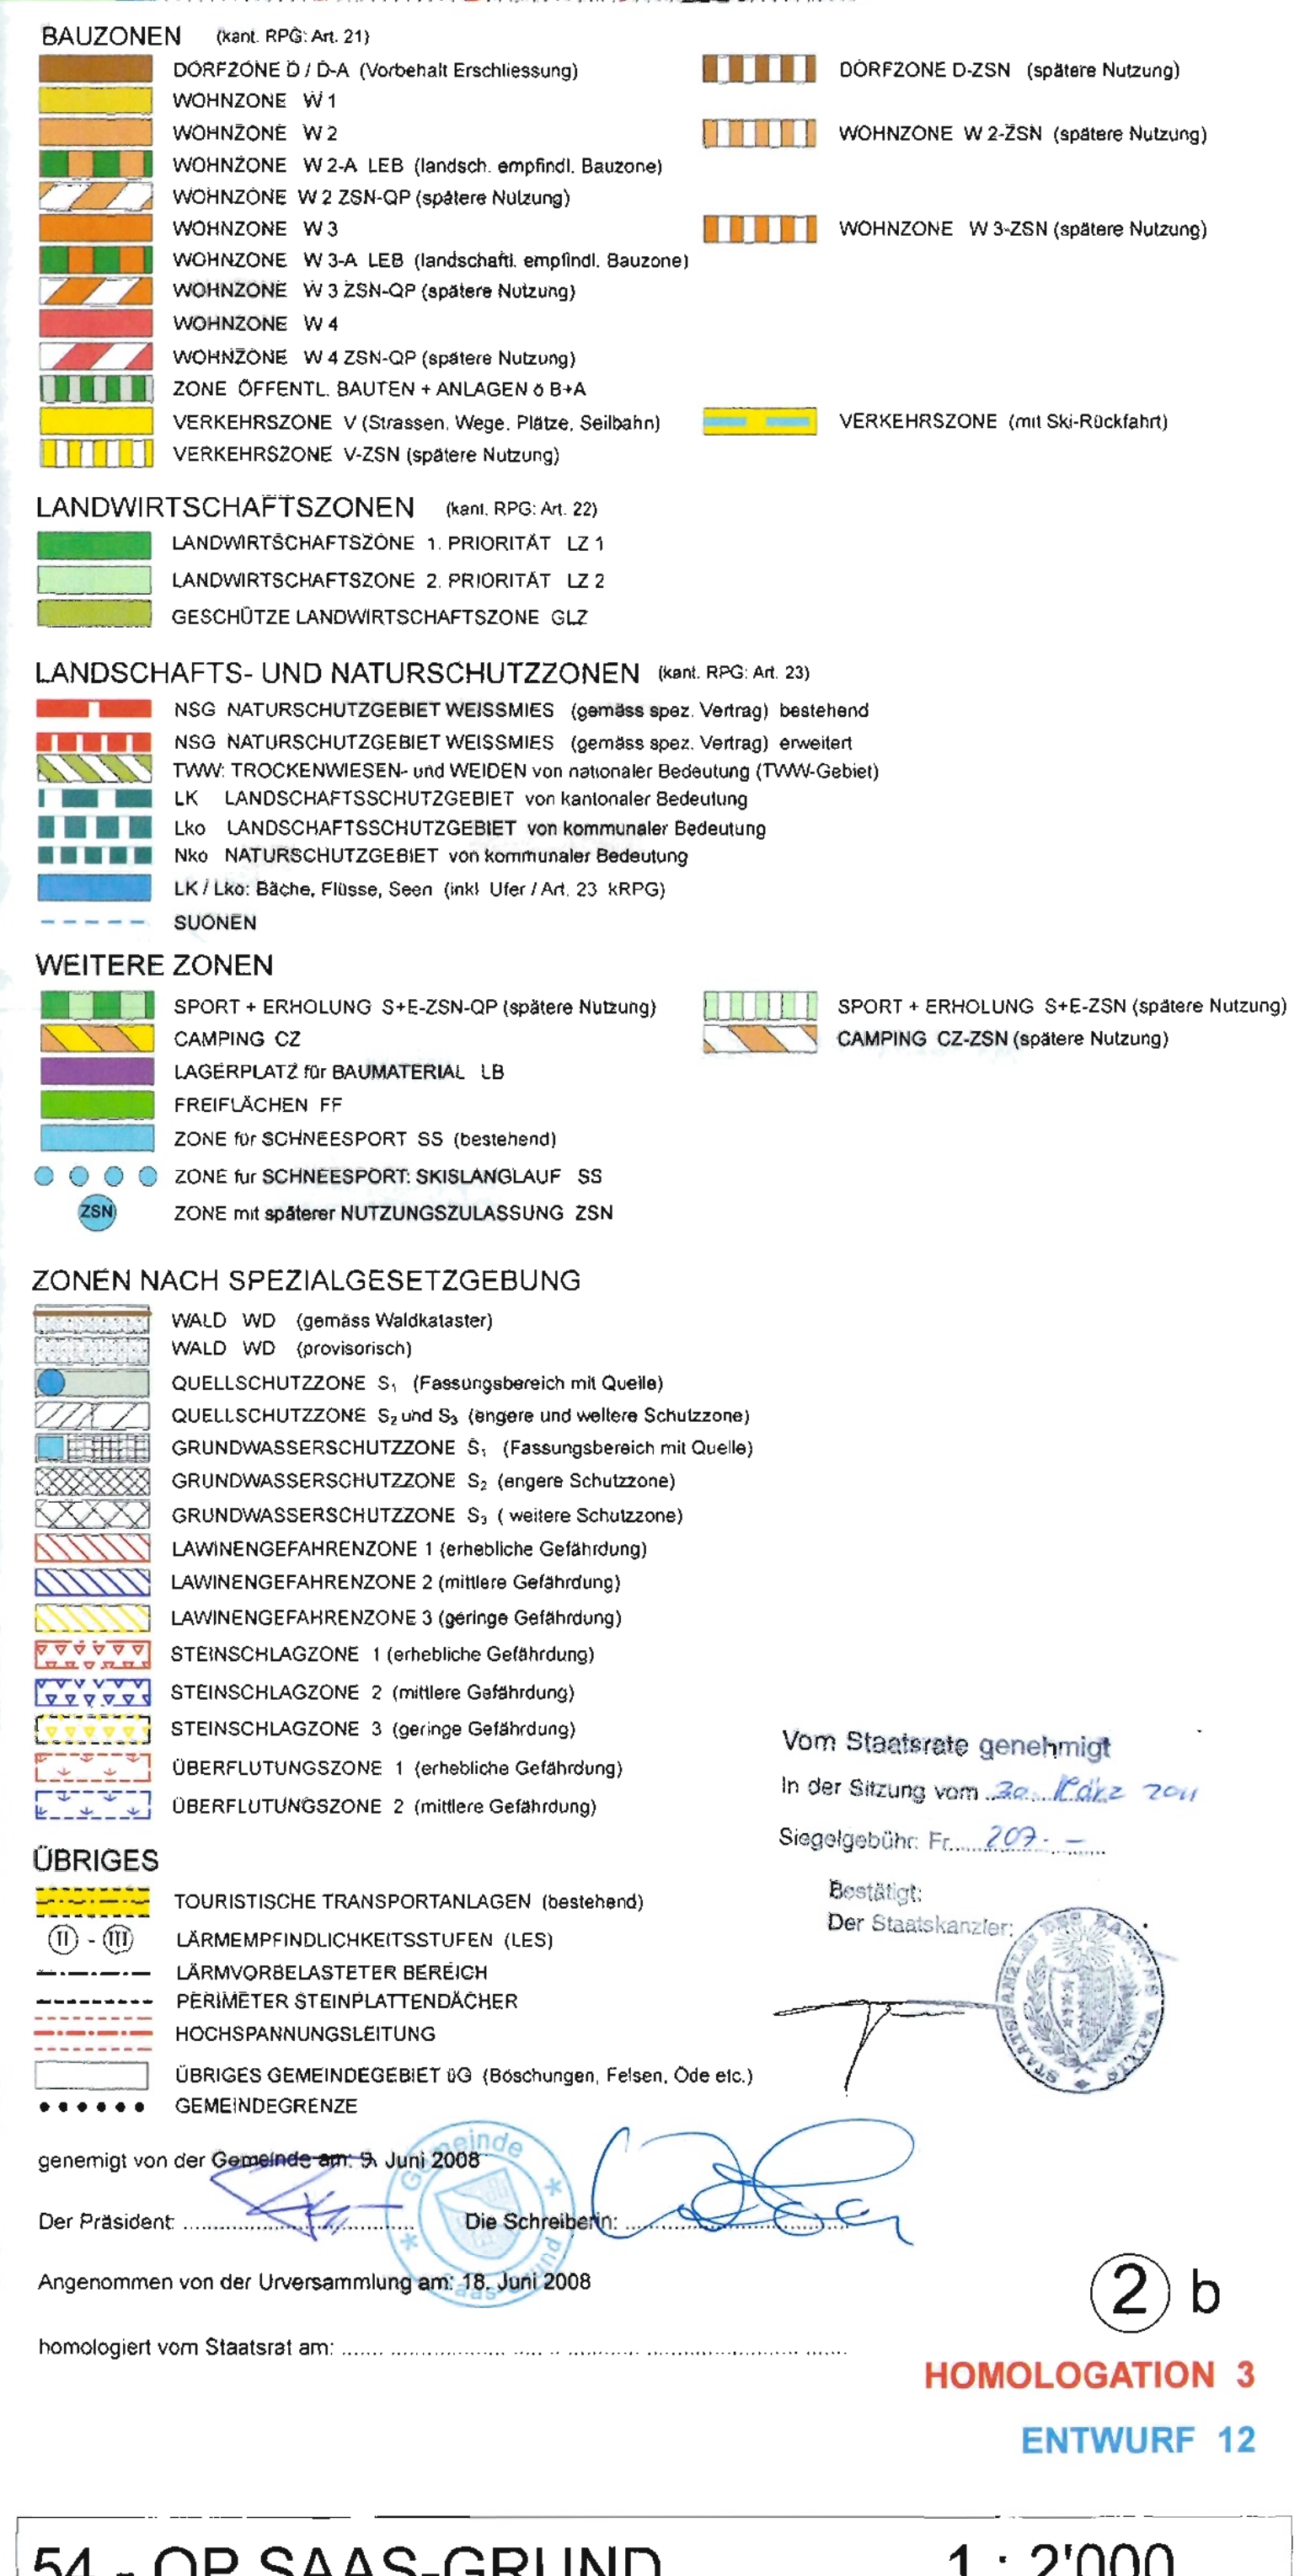 BAUZONEN (kant. RPG: Art. 21)
DORFZONE D / D-A (Vorbehalt Erschliessung)
DORFZONE D-ZSN (spätere Nutzung)
WOHNZONE W 1
WOHNZONE W 2
WOHNZONE W 2-ZSN (spätere Nutzung)
WOHNZONE W 2-A LEB (landsch. empfindl. Bauzone)
WOHNZONE W 2 ZSN-QP (spätere Nutzung)
WOHNZONE W 3
WOHNZONE W 3-ZSN (spätere Nutzung)
WOHNZONE W 3-A LEB (landschaftl. empfindl. Bauzone)
WOHNZONE W 3 ZSN-QP (spätere Nutzung)
WOHNZONE W 4
WOHNZONE W 4 ZSN-QP (spätere Nutzung)
ZONE ÖFFENTL. BAUTEN + ANLAGEN ö B+A
VERKEHRSZONE V (Strassen, Wege, Plätze, Seilbahn)
VERKEHRSZONE (mit Ski-Rückfahrt)
VERKEHRSZONE V-ZSN (spätere Nutzung)
LANDWIRTSCHAFTSZONEN (kant. RPG: Art. 22)
LANDWIRTSCHAFTSZONE 1. PRIORITÄT LZ 1
LANDWIRTSCHAFTSZONE 2. PRIORITÄT LZ 2
GESCHÜTZE LANDWIRTSCHAFTSZONE GLZ
LANDSCHAFTS- UND NATURSCHUTZZONEN (kant. RPG: Art. 23)
NSG NATURSCHUTZGEBIET WEISSMIES (gemäss spez. Vertrag) bestehend
NSG NATURSCHUTZGEBIET WEISSMIES (gemäss spez. Vertrag) erweitert
TWW: TROCKENWIESEN- und WEIDEN von nationaler Bedeutung (TWW-Gebiet)
LK LANDSCHAFTSSCHUTZGEBIET von kantonaler Bedeutung
Lko LANDSCHAFTSSCHUTZGEBIET von kommunaler Bedeutung
Nko NATURSCHUTZGEBIET von kommunaler Bedeutung
LK / Lko: Bäche, Flüsse, Seen (inkl Ufer / Art. 23 kRPG)
SUONEN
WEITERE ZONEN
SPORT + ERHOLUNG S+E-ZSN-QP (spätere Nutzung)
SPORT + ERHOLUNG S+E-ZSN (spätere Nutzung)
CAMPING CZ
CAMPING CZ-ZSN (spätere Nutzung)
LAGERPLATZ für BAUMATERIAL LB
FREIFLÄCHEN FF
ZONE für SCHNEESPORT SS (bestehend)
ZONE fur SCHNEESPORT: SKISLANGLAUF SS
ZSN ZONE mit späterer NUTZUNGSZULASSUNG ZSN
ZONEN NACH SPEZIALGESETZGEBUNG
WALD WD (gemäss Waldkataster)
WALD WD (provisorisch)
QUELLSCHUTZZONE S₁ (Fassungsbereich mit Quelle)
QUELLSCHUTZZONE S₂ und S₃ (engere und weitere Schutzzone)
GRUNDWASSERSCHUTZZONE S₁ (Fassungsbereich mit Quelle)
GRUNDWASSERSCHUTZZONE S₂ (engere Schutzzone)
GRUNDWASSERSCHUTZZONE S₃ ( weitere Schutzzone)
LAWINENGEFAHRENZONE 1 (erhebliche Gefährdung)
LAWINENGEFAHRENZONE 2 (mittlere Gefährdung)
LAWINENGEFAHRENZONE 3 (geringe Gefährdung)
STEINSCHLAGZONE 1 (erhebliche Gefährdung)
STEINSCHLAGZONE 2 (mittlere Gefährdung)
STEINSCHLAGZONE 3 (geringe Gefährdung)
ÜBERFLUTUNGSZONE 1 (erhebliche Gefährdung)
ÜBERFLUTUNGSZONE 2 (mittlere Gefährdung)
Vom Staatsrate genehmigt
In der Sitzung vom 30. März 2011
Siegelgebühr: Fr. 207.-
Bestätigt:
Der Staatskanzler:
ÜBRIGES
TOURISTISCHE TRANSPORTANLAGEN (bestehend)
II - III LÄRMEMPFINDLICHKEITSSTUFEN (LES)
LÄRMVORBELASTETER BEREICH
PERIMETER STEINPLATTENDÄCHER
HOCHSPANNUNGSLEITUNG
ÜBRIGES GEMEINDEGEBIET üG (Böschungen, Felsen, Öde etc.)
GEMEINDEGRENZE
genemigt von der Gemeinde am: 9. Juni 2008
Der Präsident: Die Schreiberin:
Gemeinde
Saas-Grund
Angenommen von der Urversammlung am: 18. Juni 2008
homologiert vom Staatsrat am:
2 b
HOMOLOGATION 3
ENTWURF 12
54 - OP SAAS-GRUND 1 : 2'000